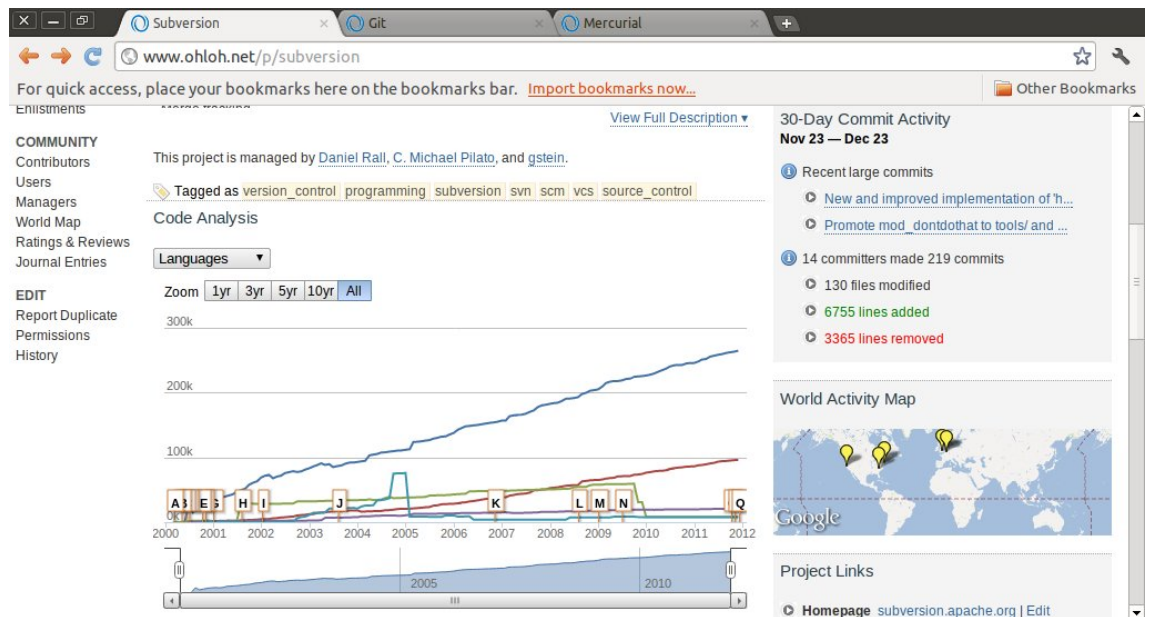 Subversion
Git
Mercurial
www.ohloh.net/p/subversion
For quick access, place your bookmarks here on the bookmarks bar. Import bookmarks now...
Other Bookmarks
Enlistments
COMMUNITY
Contributors
Users
Managers
World Map
Ratings & Reviews
Journal Entries
EDIT
Report Duplicate
Permissions
History
Merge tracking
View Full Description ▾
This project is managed by Daniel Rall, C. Michael Pilato, and gstein.
Tagged as version_control programming subversion svn scm vcs source_control
Code Analysis
Languages ▼
Zoom 1yr 3yr 5yr 10yr All
300k
200k
100k
A E H I J K L M N Q
2000 2001 2002 2003 2004 2005 2006 2007 2008 2009 2010 2011 2012
2005 2010
30-Day Commit Activity
Nov 23 — Dec 23
Recent large commits
New and improved implementation of 'h...
Promote mod_dontdothat to tools/ and ...
14 committers made 219 commits
130 files modified
6755 lines added
3365 lines removed
World Activity Map
Google
Project Links
Homepage subversion.apache.org | Edit